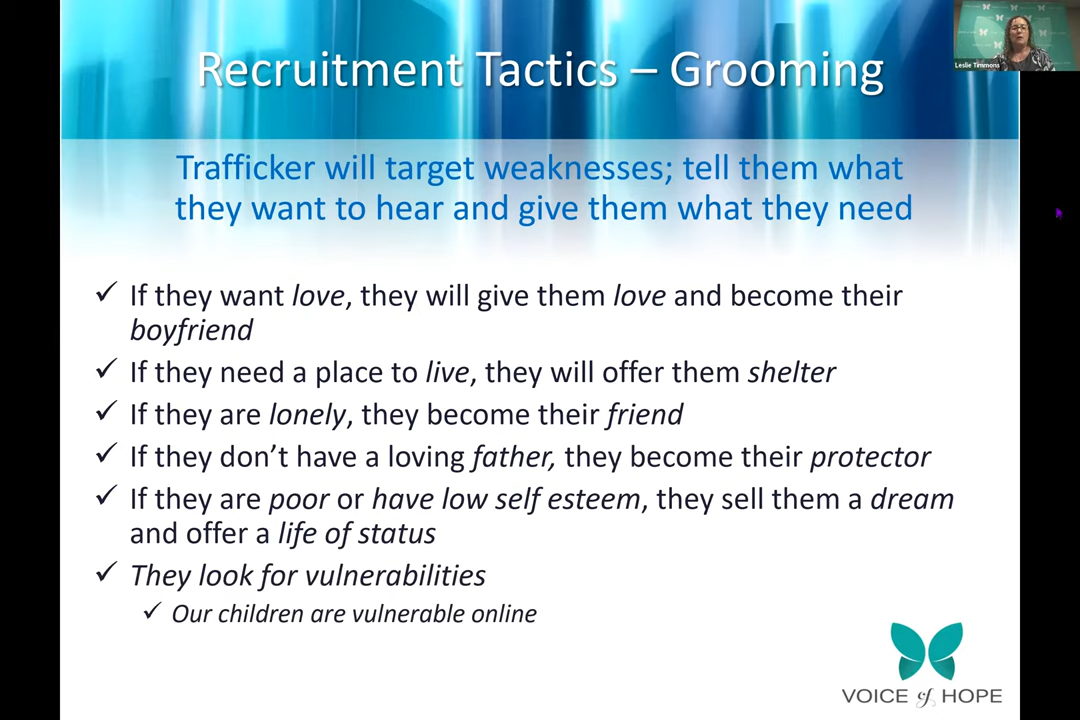 Recruitment Tactics – Grooming
Leslie Timmons
Trafficker will target weaknesses; tell them what
they want to hear and give them what they need
✓ If they want love, they will give them love and become their
boyfriend
✓ If they need a place to live, they will offer them shelter
✓ If they are lonely, they become their friend
✓ If they don’t have a loving father, they become their protector
✓ If they are poor or have low self esteem, they sell them a dream
and offer a life of status
✓ They look for vulnerabilities
✓ Our children are vulnerable online
VOICE of HOPE